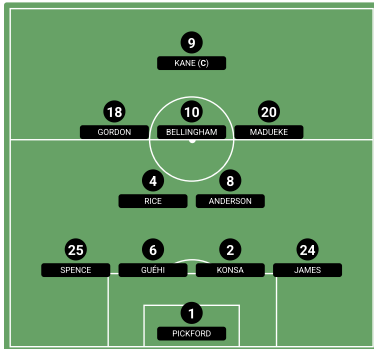 9
KANE (C)
18 10 20
GORDON BELLINGHAM MADUEKE
4 8
RICE ANDERSON
25 6 2 24
SPENCE GUÉHI KONSA JAMES
1
PICKFORD